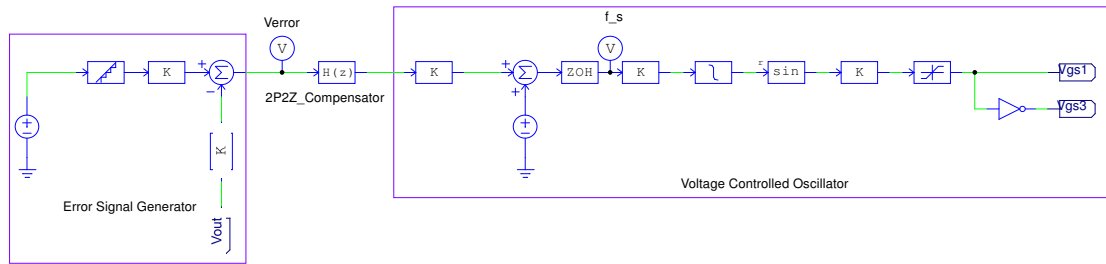 f_s
Verror
V
V
K
Σ
H(z)
K
Σ
ZOH
K
r
sin
K
Vgs1
2P2Z_Compensator
Vgs3
K
Voltage Controlled Oscillator
Error Signal Generator
Vout